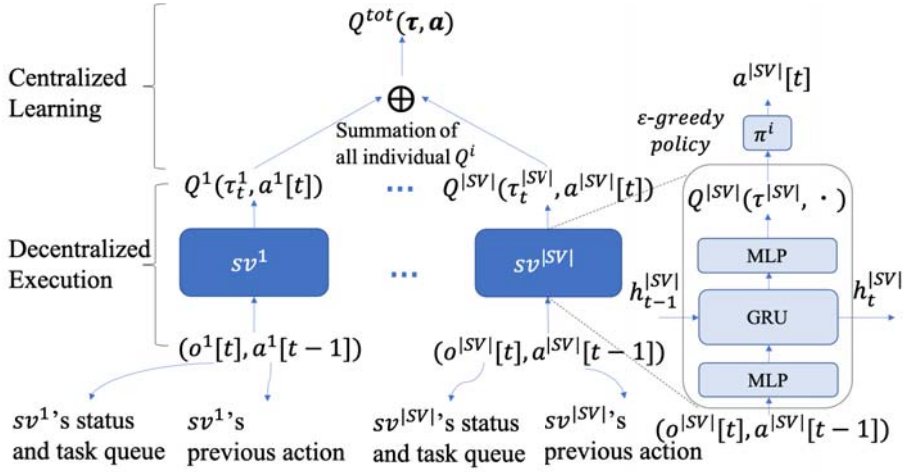 Q^{tot}(𝝉, 𝒂)
Centralized
Learning
⊕
Summation of
all individual Q^i
a^{|SV|}[t]
ε-greedy
policy
π^i
Q^1(τ_t^1, a^1[t])
...
Q^{|SV|}(τ_t^{|SV|}, a^{|SV|}[t])
Q^{|SV|}(τ^{|SV|}, ·)
Decentralized
Execution
sv^1
...
sv^{|SV|}
MLP
h_{t-1}^{|SV|}
GRU
h_t^{|SV|}
MLP
(o^1[t], a^1[t − 1])
(o^{|SV|}[t], a^{|SV|}[t − 1])
(o^{|SV|}[t], a^{|SV|}[t − 1])
sv^1's status
and task queue
sv^1's
previous action
sv^{|SV|}'s status
and task queue
sv^{|SV|}'s
previous action